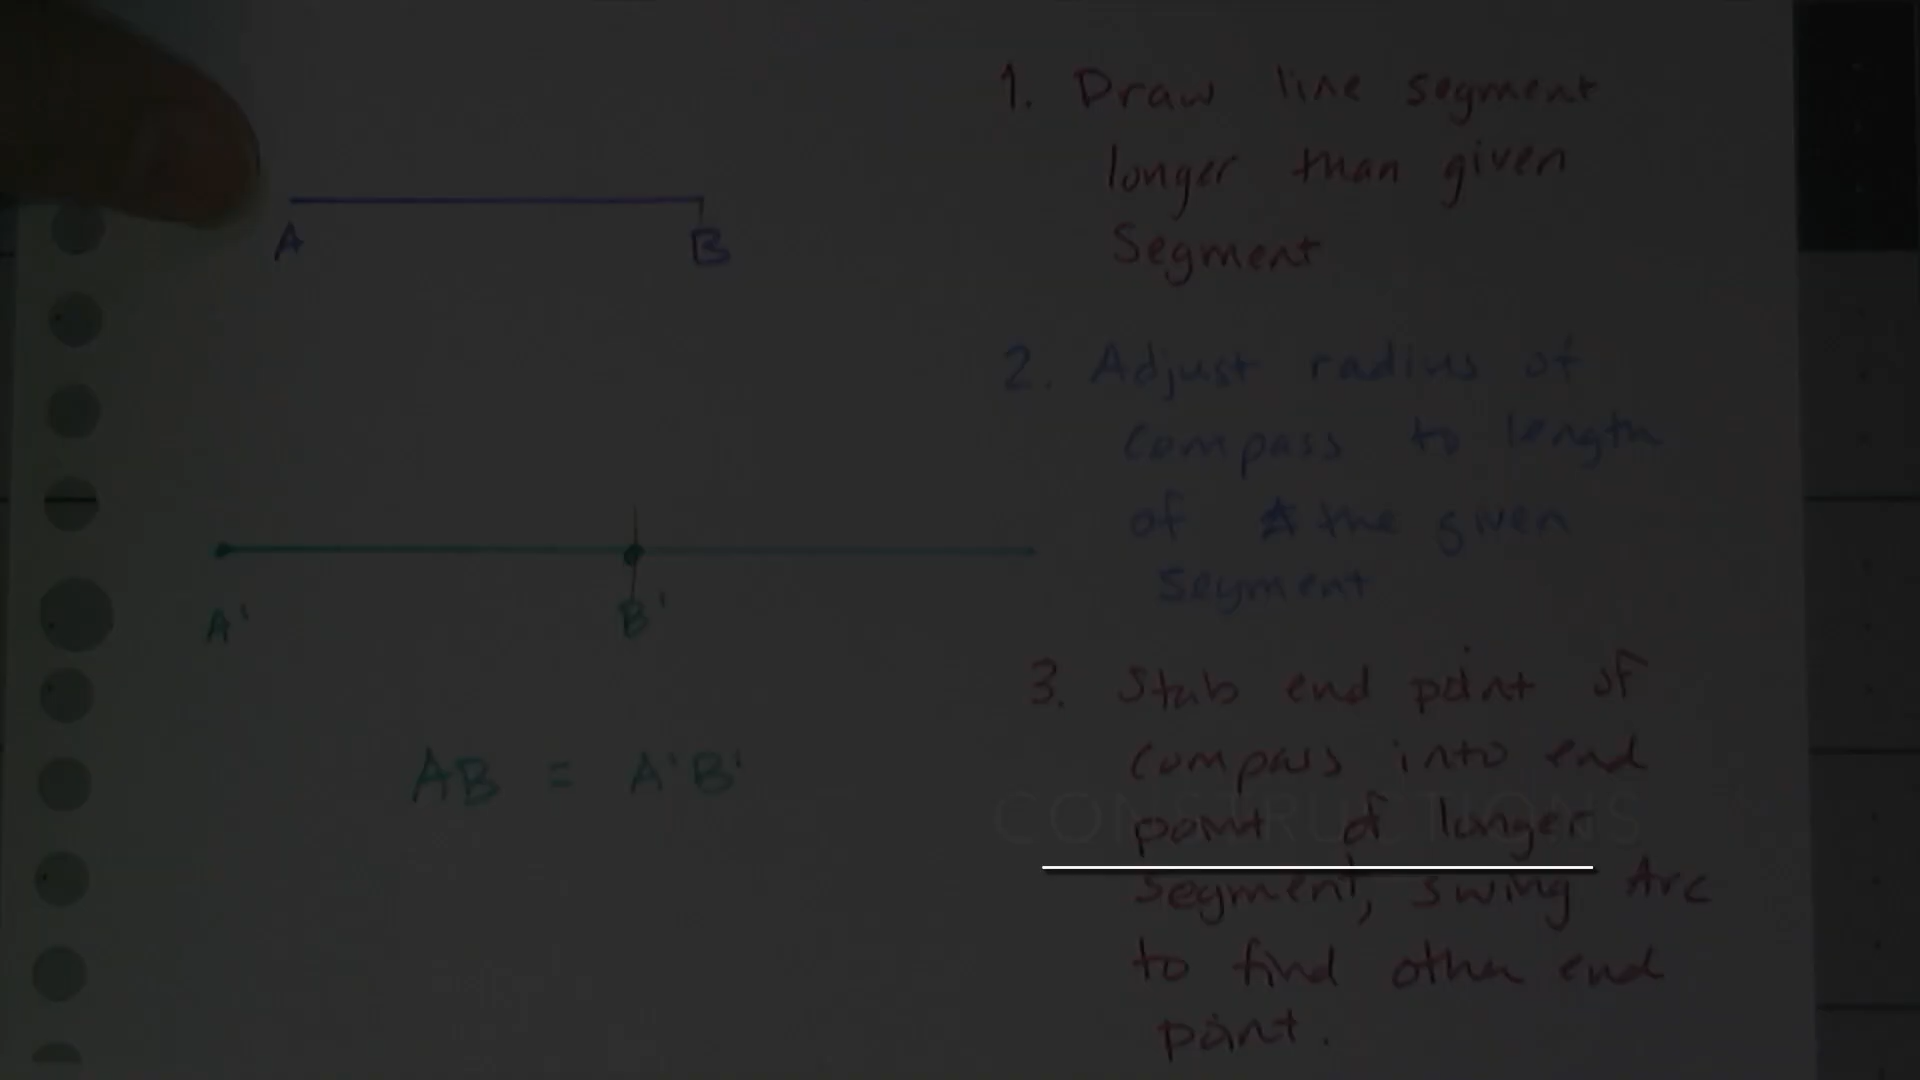 A
B
A'
B'
AB = A'B'
1. Draw line segment
longer than given
Segment
2. Adjust radius of
compass to length
of the given
segment
3. Stab end point of
compass into end
point of longer
segment, swing Arc
to find other end
point.
CONSTRUCTIONS